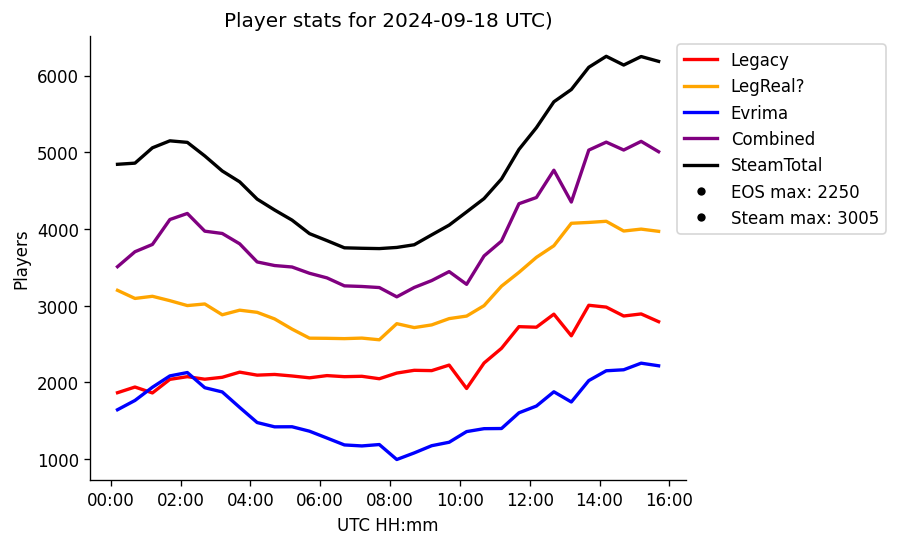 Player stats for 2024-09-18 UTC)
Legacy
LegReal?
Evrima
Combined
SteamTotal
EOS max: 2250
Steam max: 3005
Players
6000
5000
4000
3000
2000
1000
00:00 02:00 04:00 06:00 08:00 10:00 12:00 14:00 16:00
UTC HH:mm